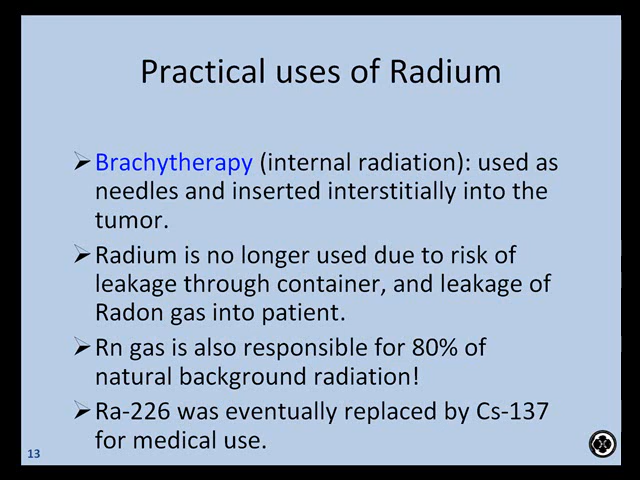 Practical uses of Radium
➢Brachytherapy (internal radiation): used as
needles and inserted interstitially into the
tumor.
➢Radium is no longer used due to risk of
leakage through container, and leakage of
Radon gas into patient.
➢Rn gas is also responsible for 80% of
natural background radiation!
➢Ra-226 was eventually replaced by Cs-137
for medical use.
13